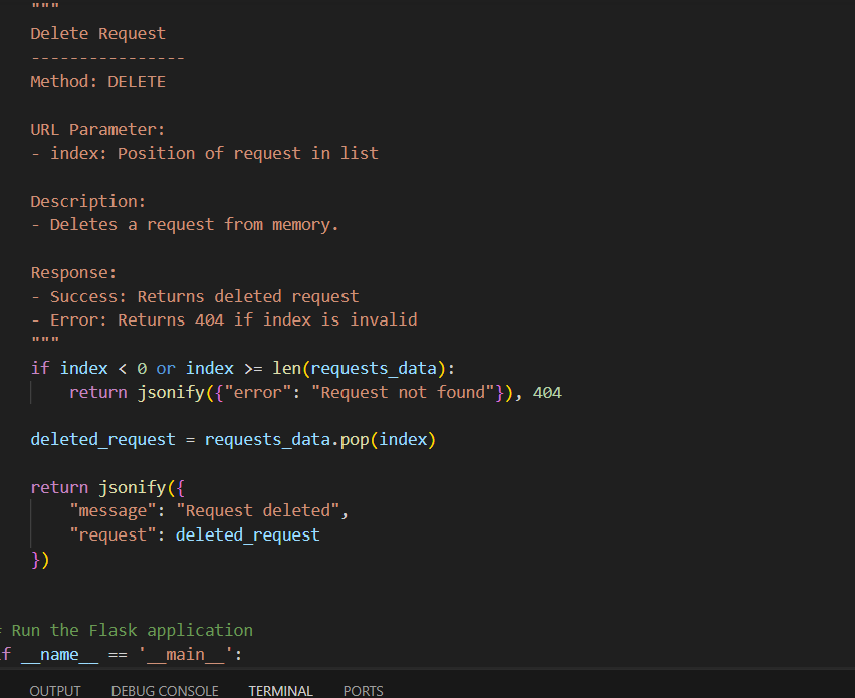 """
Delete Request
----------------
Method: DELETE
URL Parameter:
- index: Position of request in list
Description:
- Deletes a request from memory.
Response:
- Success: Returns deleted request
- Error: Returns 404 if index is invalid
"""
if index < 0 or index >= len(requests_data):
return jsonify({"error": "Request not found"}), 404
deleted_request = requests_data.pop(index)
return jsonify({
"message": "Request deleted",
"request": deleted_request
})
# Run the Flask application
if __name__ == '__main__':
OUTPUT DEBUG CONSOLE TERMINAL PORTS